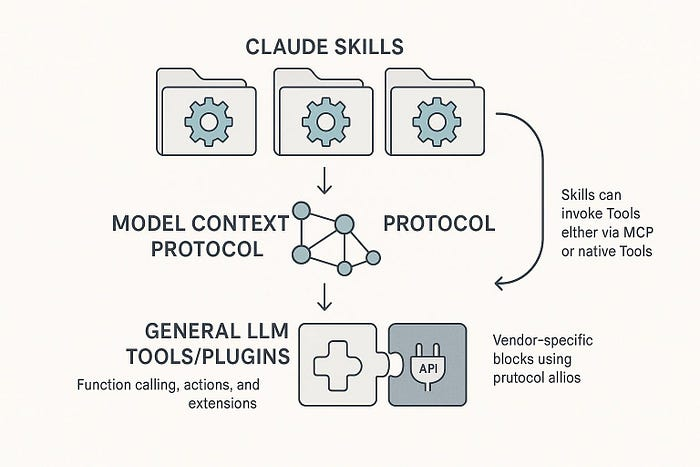 CLAUDE SKILLS
MODEL CONTEXT
PROTOCOL
PROTOCOL
Skills can
invoke Tools
elther via MCP
or native Tools
GENERAL LLM
TOOLS/PLUGINS
Function calling, actions, and
extensions
API
Vendor-specific
blocks using
prutocol allios